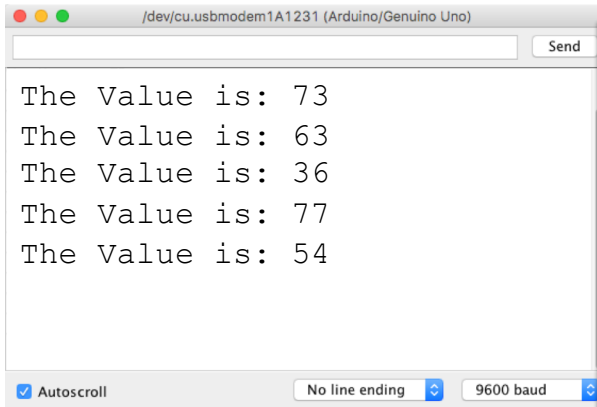 /dev/cu.usbmodem1A1231 (Arduino/Genuino Uno)
Send
The Value is: 73
The Value is: 63
The Value is: 36
The Value is: 77
The Value is: 54
Autoscroll No line ending 9600 baud